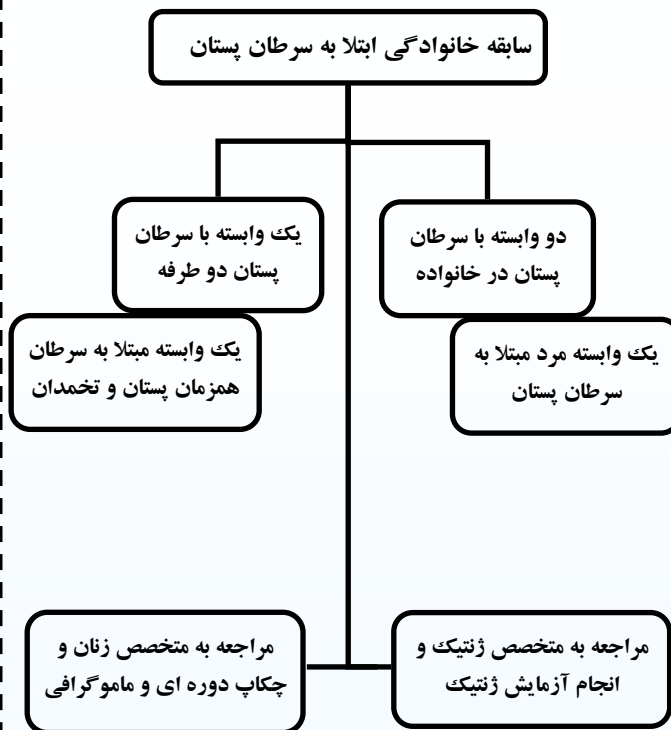 سابقه خانوادگی ابتلا به سرطان پستان
دو وابسته با سرطان
پستان در خانواده
یک وابسته با سرطان
پستان دو طرفه
یک وابسته مرد مبتلا به
سرطان پستان
یک وابسته مبتلا به سرطان
همزمان پستان و تخمدان
مراجعه به متخصص ژنتیک و
انجام آزمایش ژنتیک
مراجعه به متخصص زنان و
چکاپ دوره ای و ماموگرافی